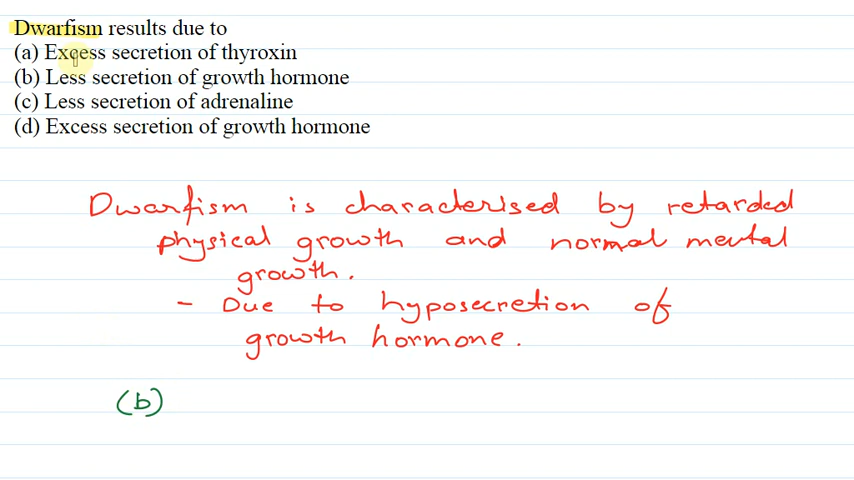 Dwarfism results due to
(a) Excess secretion of thyroxin
(b) Less secretion of growth hormone
(c) Less secretion of adrenaline
(d) Excess secretion of growth hormone
Dwarfism is characterised by retarded
physical growth and normal mental
growth.
- Due to hyposecretion of
growth hormone.
(b)